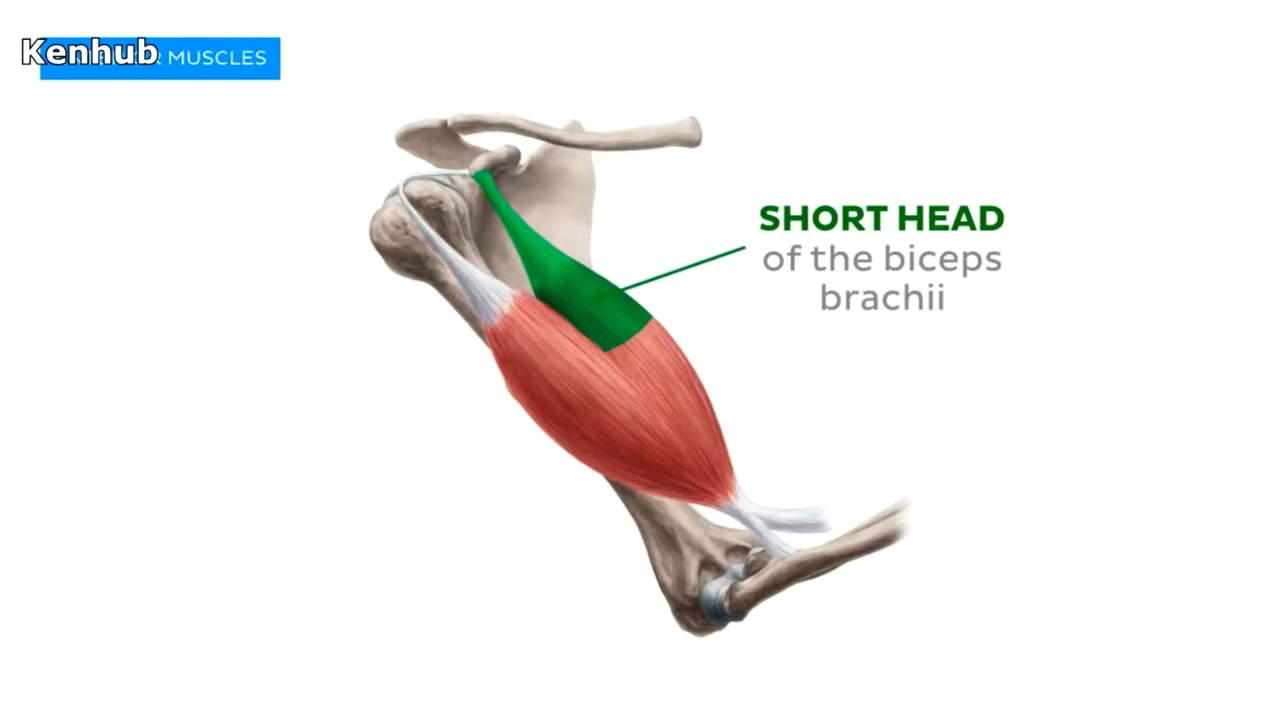 Kenhub
MUSCLES
SHORT HEAD
of the biceps
brachii